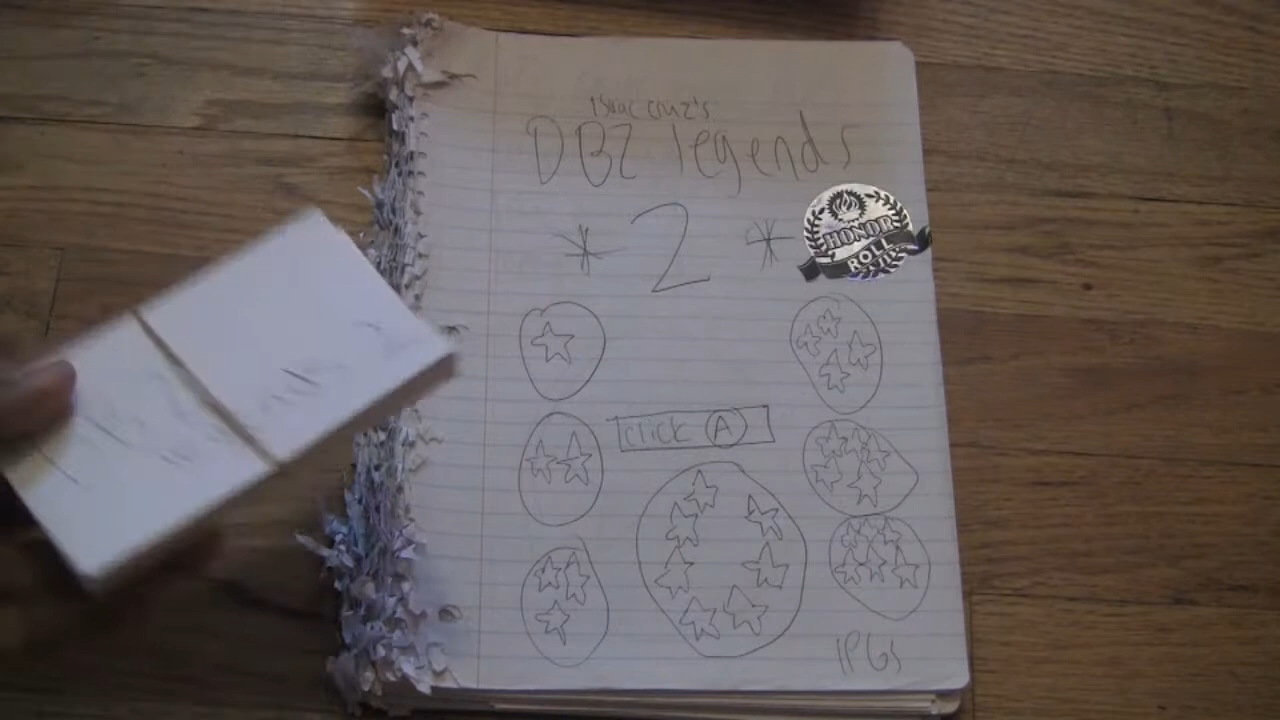 Isaac Cruz's
DBZ legends
* 2 *
HONOR
ROLL
click A
IPGs